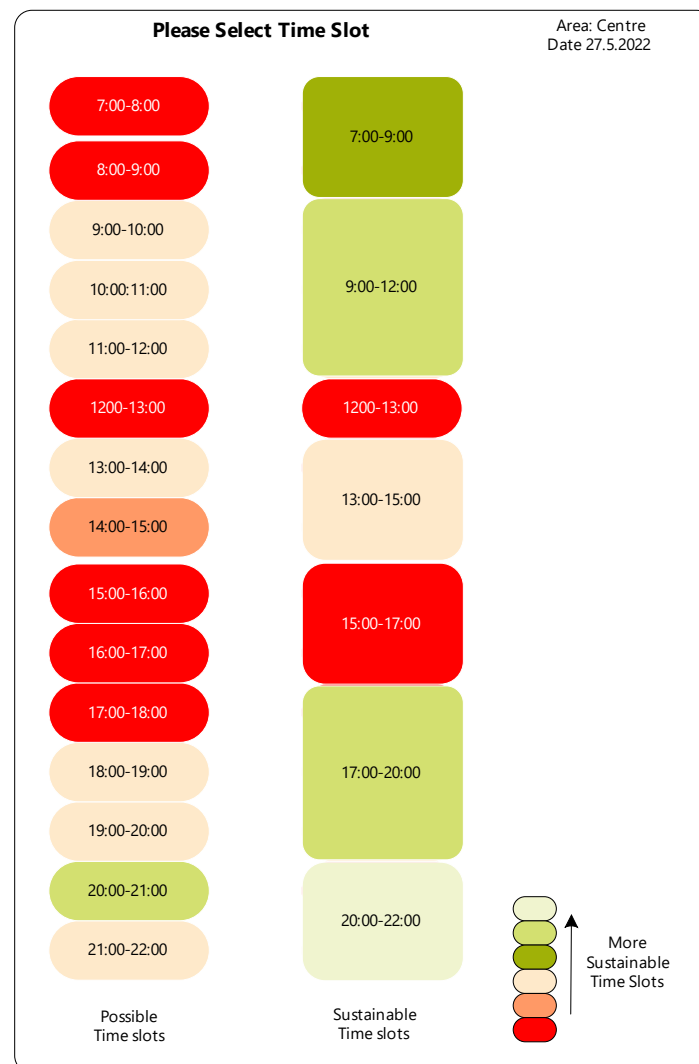 Please Select Time Slot
Area: Centre
Date 27.5.2022
7:00-8:00
8:00-9:00
9:00-10:00
10:00:11:00
11:00-12:00
1200-13:00
13:00-14:00
14:00-15:00
15:00-16:00
16:00-17:00
17:00-18:00
18:00-19:00
19:00-20:00
20:00-21:00
21:00-22:00
Possible
Time slots
7:00-9:00
9:00-12:00
1200-13:00
13:00-15:00
15:00-17:00
17:00-20:00
20:00-22:00
Sustainable
Time slots
More
Sustainable
Time Slots